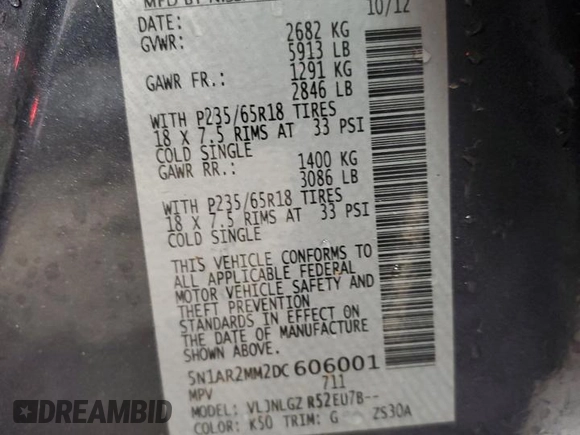 MFD BY
DATE: 10/12
GVWR: 2682 KG
5913 LB
GAWR FR.: 1291 KG
2846 LB
WITH P235/65R18 TIRES
18 X 7.5 RIMS AT 33 PSI
COLD SINGLE
GAWR RR.: 1400 KG
3086 LB
WITH P235/65R18 TIRES
18 X 7.5 RIMS AT 33 PSI
COLD SINGLE
THIS VEHICLE CONFORMS TO
ALL APPLICABLE FEDERAL
MOTOR VEHICLE SAFETY AND
THEFT PREVENTION
STANDARDS IN EFFECT ON
THE DATE OF MANUFACTURE
SHOWN ABOVE.
5N1AR2MM2DC606001
MPV 711
MODEL: VLJNLGZ R52EU7B--
COLOR: K50 TRIM: G ZS30A
DREAMBID